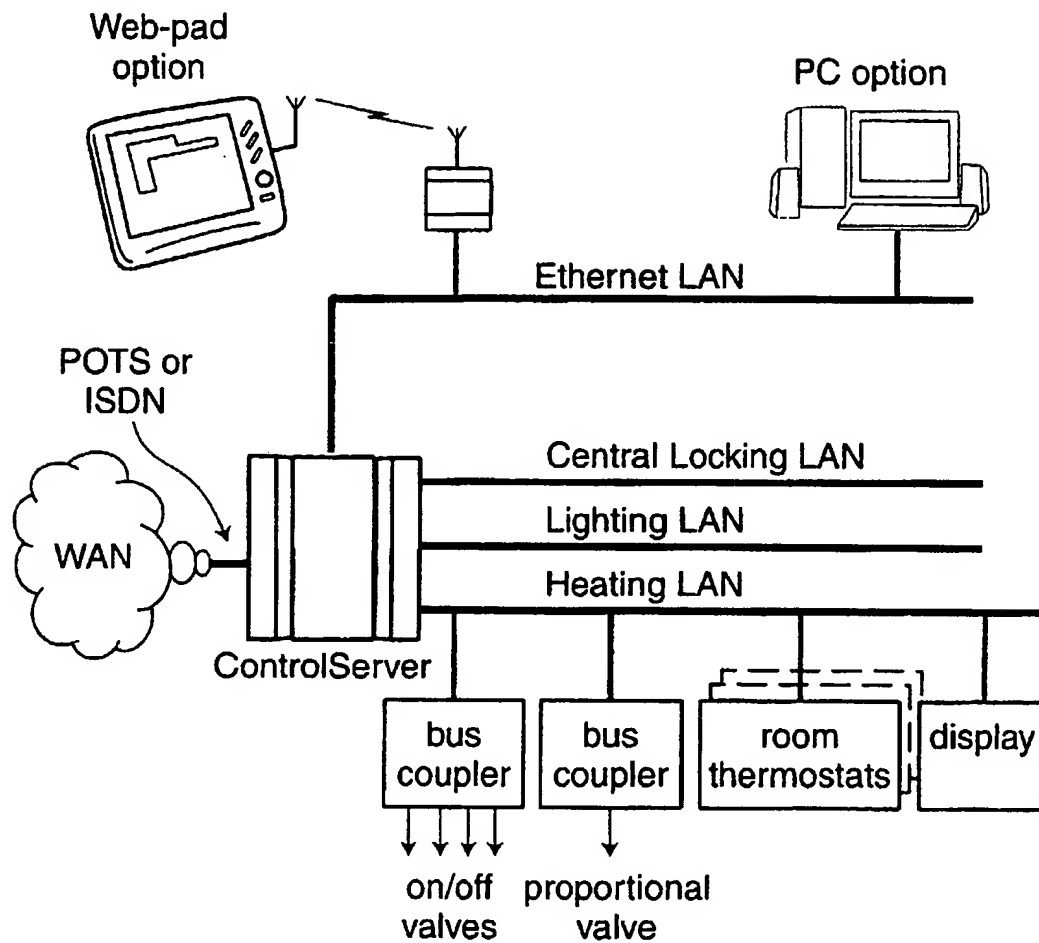 Web-pad
option
PC option
Ethernet LAN
POTS or
ISDN
Central Locking LAN
WAN
Lighting LAN
Heating LAN
ControlServer
bus
coupler
bus
coupler
room
thermostats
display
on/off
valves
proportional
valve